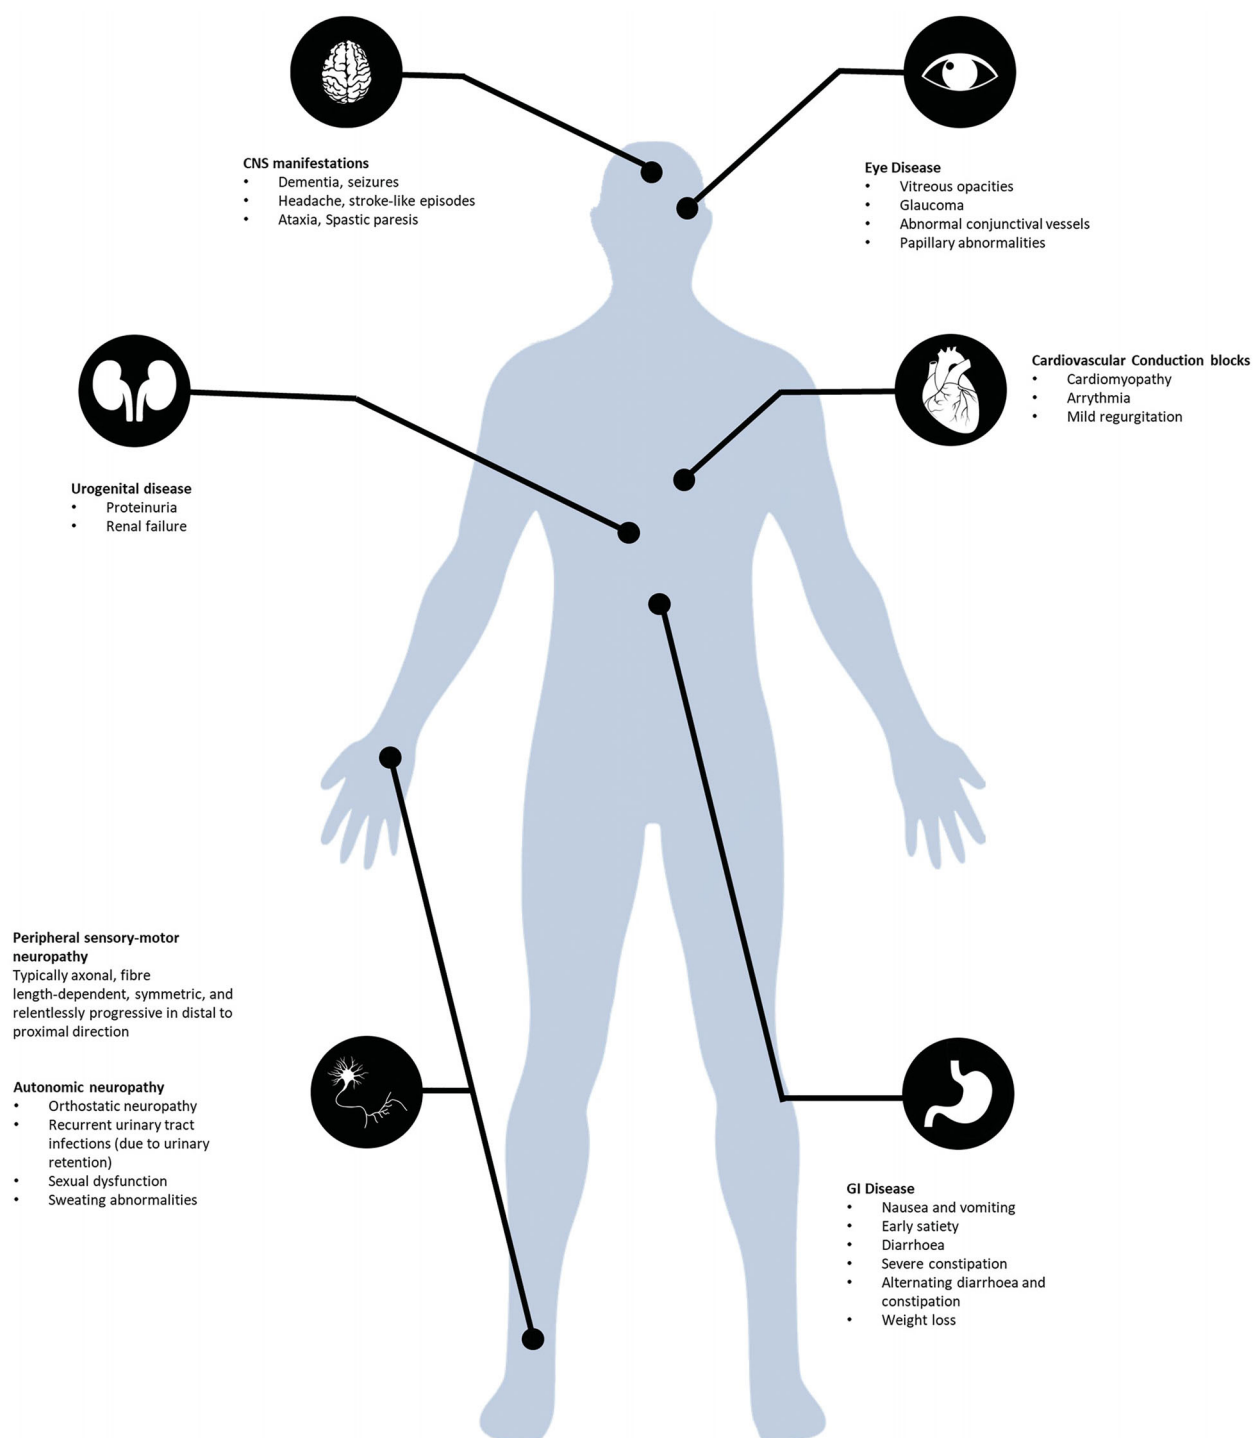 CNS manifestations
• Dementia, seizures
• Headache, stroke-like episodes
• Ataxia, Spastic paresis
Eye Disease
• Vitreous opacities
• Glaucoma
• Abnormal conjunctival vessels
• Papillary abnormalities
Cardiovascular Conduction blocks
• Cardiomyopathy
• Arrythmia
• Mild regurgitation
Urogenital disease
• Proteinuria
• Renal failure
Peripheral sensory-motor
neuropathy
Typically axonal, fibre
length-dependent, symmetric, and
relentlessly progressive in distal to
proximal direction
Autonomic neuropathy
• Orthostatic neuropathy
• Recurrent urinary tract
infections (due to urinary
retention)
• Sexual dysfunction
• Sweating abnormalities
GI Disease
• Nausea and vomiting
• Early satiety
• Diarrhoea
• Severe constipation
• Alternating diarrhoea and
constipation
• Weight loss